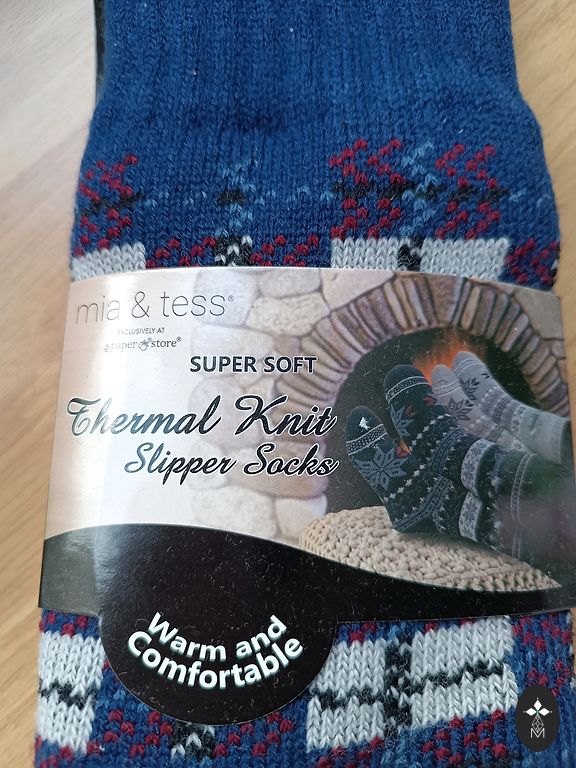 mia & tess®
EXCLUSIVELY AT
paper store®
SUPER SOFT
Thermal Knit
Slipper Socks
Warm and
Comfortable